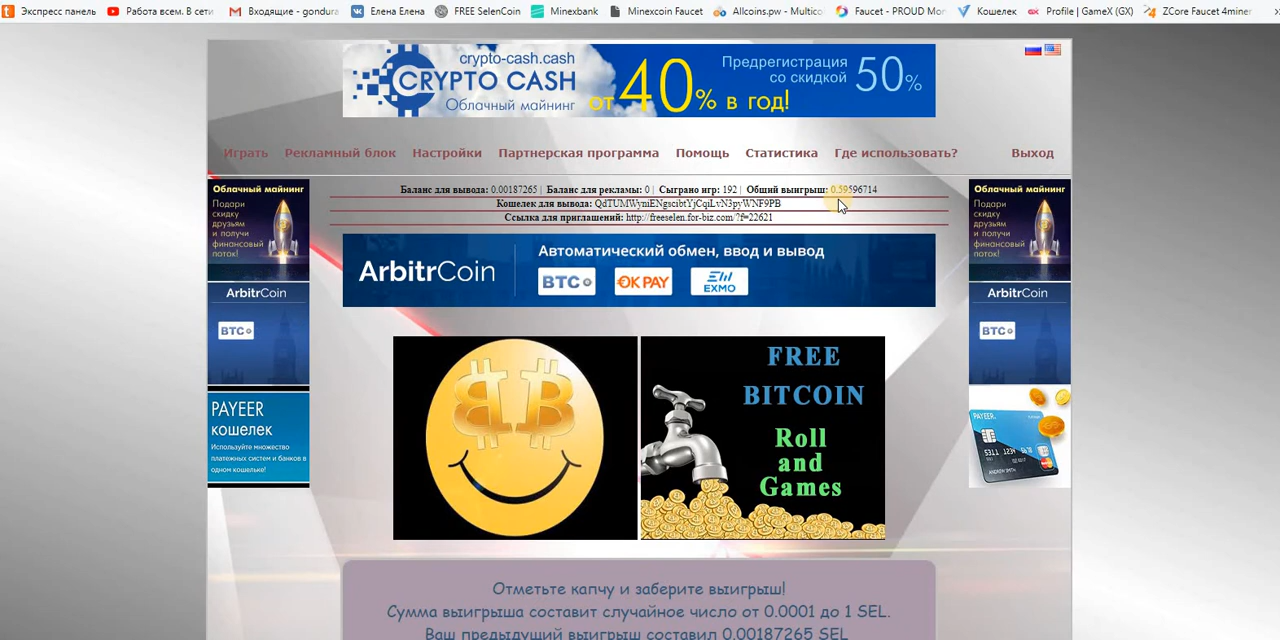 Экспресс панель Работа всем. В сети Входящие - gondura Елена Елена FREE SelenCoin Minexbank Minexcoin Faucet Allcoins.pw - Multico Faucet - PROUD Mon Кошелек Profile | GameX (GX) ZCore Faucet 4miner
crypto-cash.cash
CRYPTO CASH
Облачный майнинг
от 40% в год!
Предрегистрация
со скидкой 50%
Играть Рекламный блок Настройки Партнерская программа Помощь Статистика Где использовать? Выход
Баланс для вывода: 0.00187265 | Баланс для рекламы: 0 | Сыграно игр: 192 | Общий выигрыш: 0.59596714
Кошелек для вывода: QdTUMWyniENgscibtYjCqiLvN3pyWNF9PB
Ссылка для приглашений: http://freeselen.for-biz.com/?f=22621
Облачный майнинг
Подари
скидку
друзьям
и получи
финансовый
поток!
ArbitrCoin
BTC
PAYEER
кошелек
Используйте множество
платежных систем и банков в
одном кошельке!
ArbitrCoin
Автоматический обмен, ввод и вывод
BTC OKPAY EXMO
FREE
BITCOIN
Roll
and
Games
Облачный майнинг
Подари
скидку
друзьям
и получи
финансовый
поток!
ArbitrCoin
BTC
PAYEER
Отметьте капчу и заберите выигрыш!
Сумма выигрыша составит случайное число от 0.0001 до 1 SEL.
Ваш предыдущий выигрыш составил 0.00187265 SEL